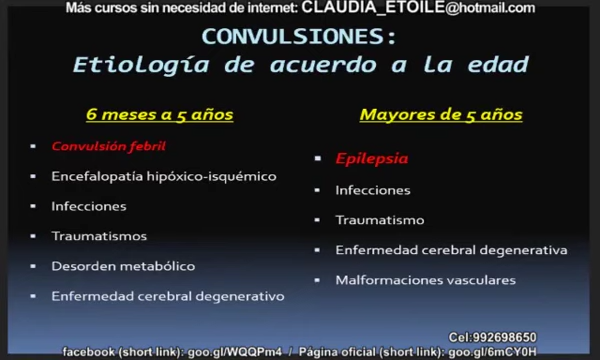 Más cursos sin necesidad de internet: CLAUDIA_ETOILE@hotmail.com
CONVULSIONES:
Etiología de acuerdo a la edad
6 meses a 5 años
Convulsión febril
Encefalopatía hipóxico-isquémico
Infecciones
Traumatismos
Desorden metabólico
Enfermedad cerebral degenerativo
Mayores de 5 años
Epilepsia
Infecciones
Traumatismo
Enfermedad cerebral degenerativa
Malformaciones vasculares
Cel:992698650
facebook (short link): goo.gl/WQQPm4 / Página oficial (short link): goo.gl/6mCY0H